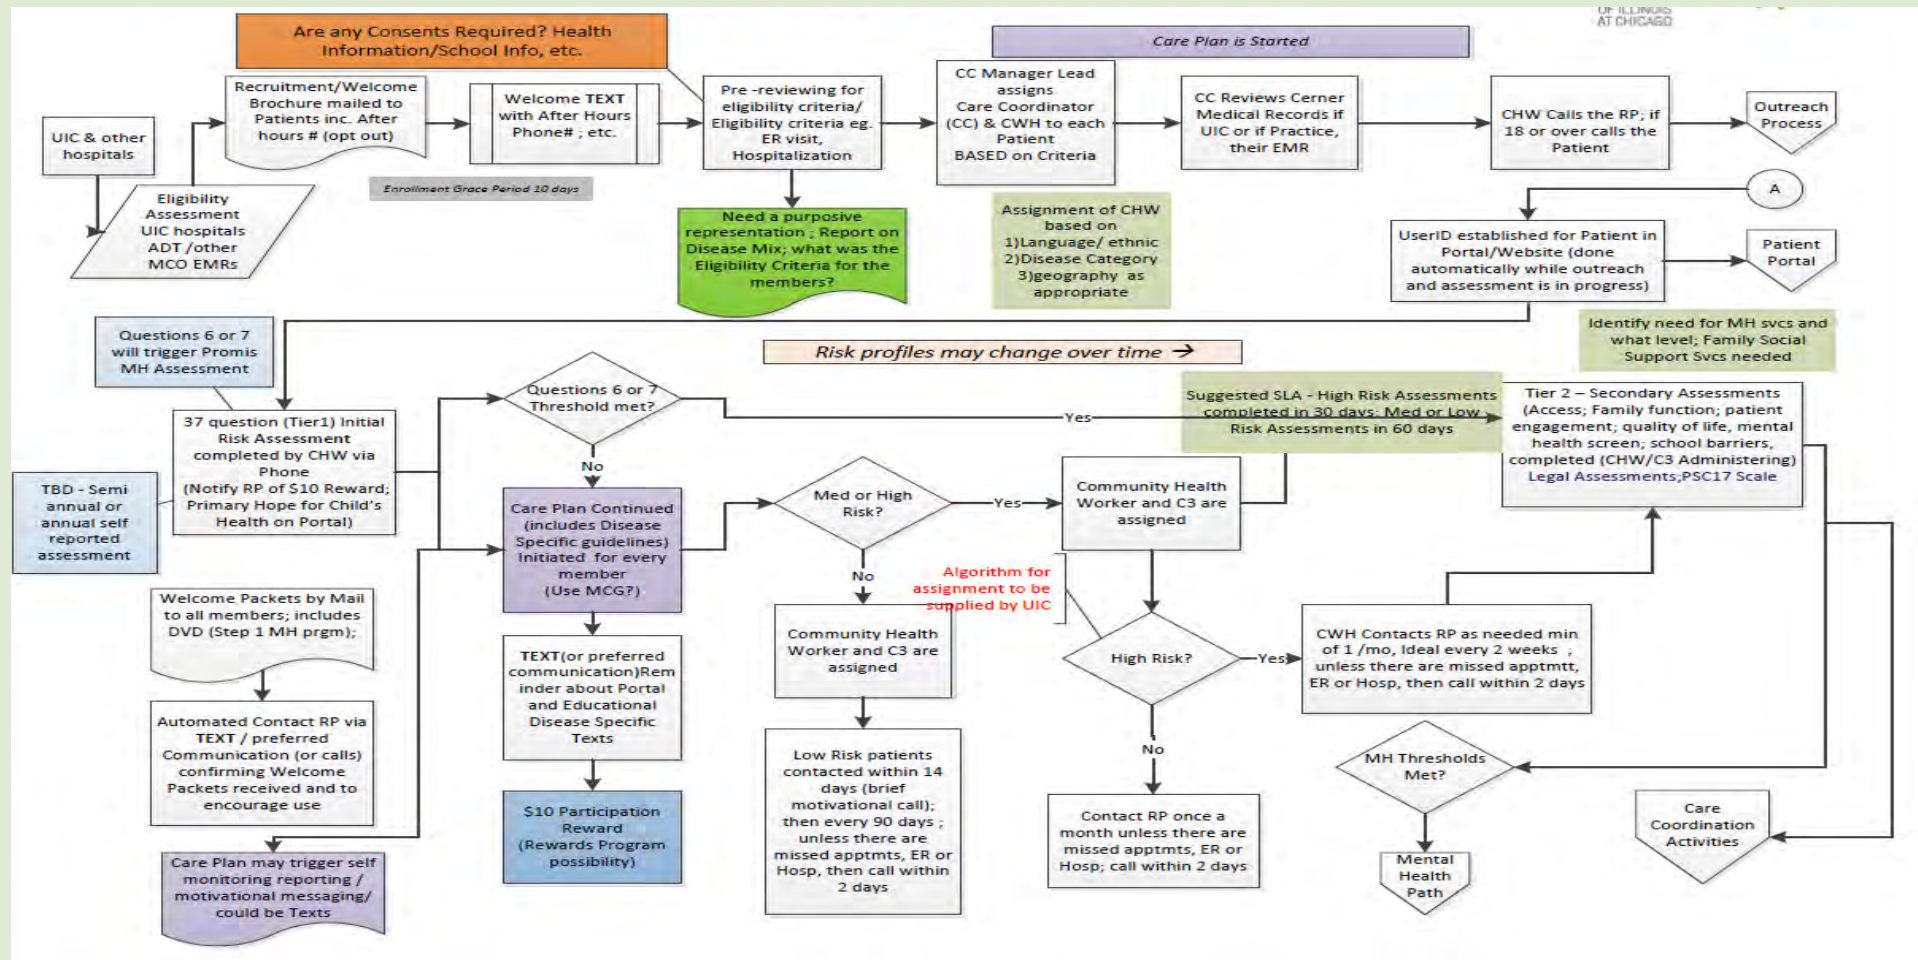 OF ILLINOIS
AT CHICAGO
Are any Consents Required? Health
Information/School Info, etc.
Care Plan is Started
UIC & other
hospitals
Recruitment/Welcome
Brochure mailed to
Patients inc. After
hours # (opt out)
Welcome TEXT
with After Hours
Phone# ; etc.
Pre -reviewing for
eligibility criteria/
Eligibility criteria eg.
ER visit,
Hospitalization
CC Manager Lead
assigns
Care Coordinator
(CC) & CWH to each
Patient
BASED on Criteria
CC Reviews Cerner
Medical Records if
UIC or if Practice,
their EMR
CHW Calls the RP; if
18 or over calls the
Patient
Outreach
Process
Eligibility
Assessment
UIC hospitals
ADT /other
MCO EMRs
Enrollment Grace Period 10 days
Need a purposive
representation ; Report on
Disease Mix; what was the
Eligibility Criteria for the
members?
Assignment of CHW
based on
1)Language/ ethnic
2)Disease Category
3)geography as
appropriate
A
UserID established for Patient in
Portal/Website (done
automatically while outreach
and assessment is in progress)
Patient
Portal
Questions 6 or 7
will trigger Promis
MH Assessment
Risk profiles may change over time →
Identify need for MH svcs and
what level; Family Social
Support Svcs needed
37 question (Tier1) Initial
Risk Assessment
completed by CHW via
Phone
(Notify RP of $10 Reward;
Primary Hope for Child's
Health on Portal)
TBD - Semi
annual or
annual self
reported
assessment
Questions 6 or 7
Threshold met?
Yes
No
Suggested SLA - High Risk Assessments
completed in 30 days; Med or Low
Risk Assessments in 60 days
Tier 2 – Secondary Assessments
(Access; Family function; patient
engagement; quality of life, mental
health screen; school barriers,
completed (CHW/C3 Administering)
Legal Assessments;PSC17 Scale
Care Plan Continued
(includes Disease
Specific guidelines)
Initiated for every
member
(Use MCG?)
Med or High
Risk?
Yes
No
Community Health
Worker and C3 are
assigned
Algorithm for
assignment to be
supplied by UIC
Welcome Packets by Mail
to all members; includes
DVD (Step 1 MH prgm);
TEXT(or preferred
communication)Rem
inder about Portal
and Educational
Disease Specific
Texts
Community Health
Worker and C3 are
assigned
High Risk?
Yes
No
CWH Contacts RP as needed min
of 1 /mo, Ideal every 2 weeks ;
unless there are missed apptmtt,
ER or Hosp, then call within 2 days
Automated Contact RP via
TEXT / preferred
Communication (or calls)
confirming Welcome
Packets received and to
encourage use
$10 Participation
Reward
(Rewards Program
possibility)
Low Risk patients
contacted within 14
days (brief
motivational call);
then every 90 days ;
unless there are
missed apptmts, ER or
Hosp, then call within
2 days
Contact RP once a
month unless there are
missed apptmts, ER or
Hosp; call within 2 days
MH Thresholds
Met?
Care
Coordination
Activities
Mental
Health
Path
Care Plan may trigger self
monitoring reporting /
motivational messaging/
could be Texts